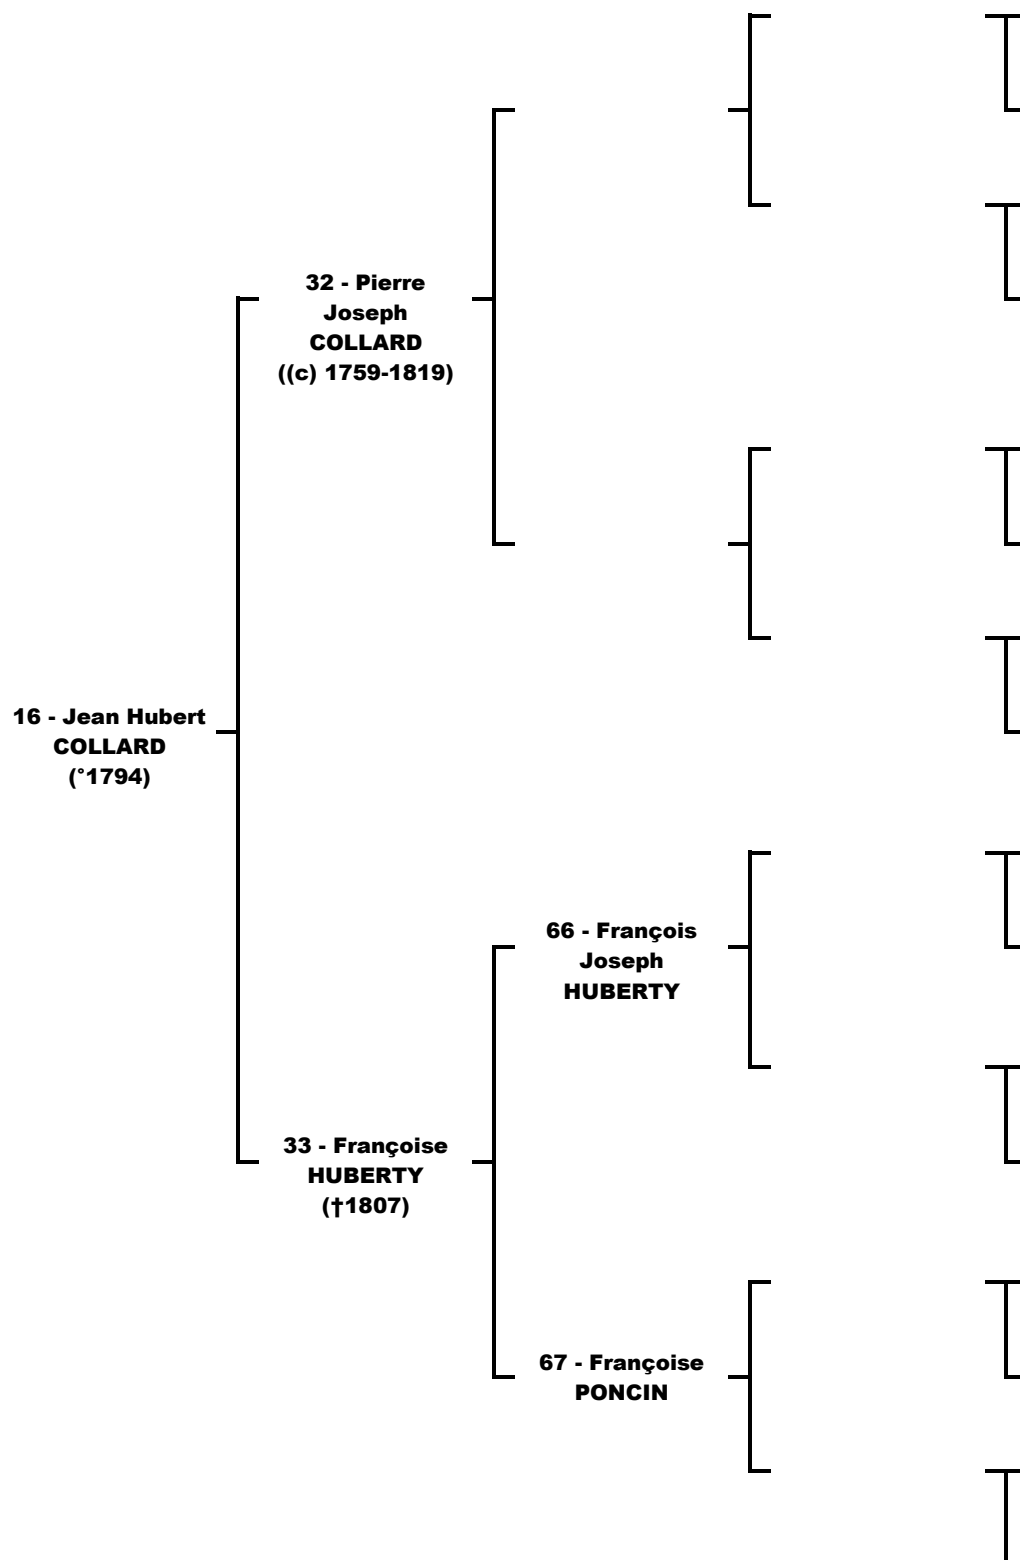 32 - Pierre
Joseph
COLLARD
((c) 1759-1819)
16 - Jean Hubert
COLLARD
(°1794)
66 - François
Joseph
HUBERTY
33 - Françoise
HUBERTY
(†1807)
67 - Françoise
PONCIN